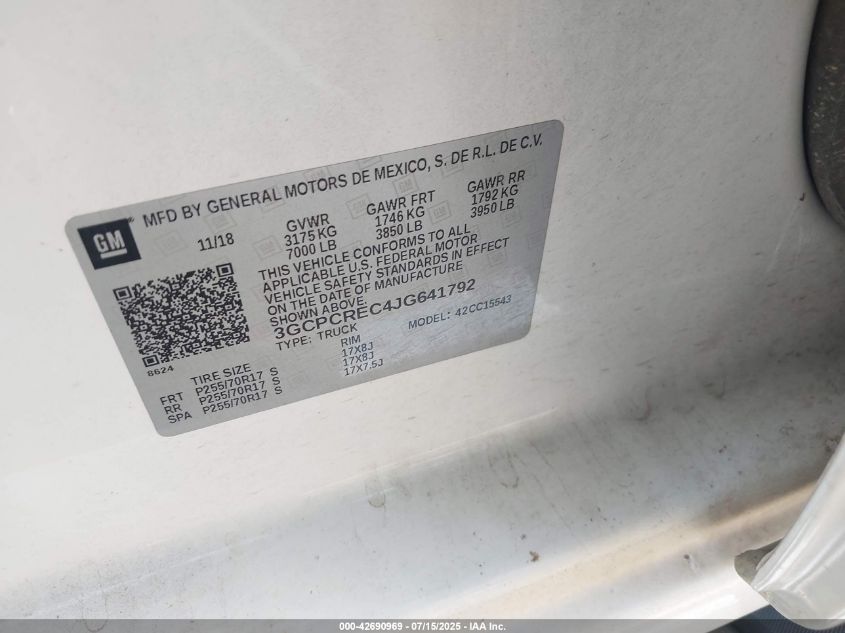 MFD BY GENERAL MOTORS DE MEXICO, S. DE R.L. DE C.V.
GM
11/18
GVWR
3175 KG
7000 LB
GAWR FRT
1746 KG
3850 LB
GAWR RR
1792 KG
3950 LB
THIS VEHICLE CONFORMS TO ALL
APPLICABLE U.S. FEDERAL MOTOR
VEHICLE SAFETY STANDARDS IN EFFECT
ON THE DATE OF MANUFACTURE
SHOWN ABOVE.
3GCPCREC4JG641792
TYPE: TRUCK
MODEL: 42CC15543
8624
TIRE SIZE RIM
FRT P255/70R17 S 17X8J
RR P255/70R17 S 17X8J
SPA P255/70R17 S 17X7.5J
000-42690969 - 07/15/2025 - IAA Inc.